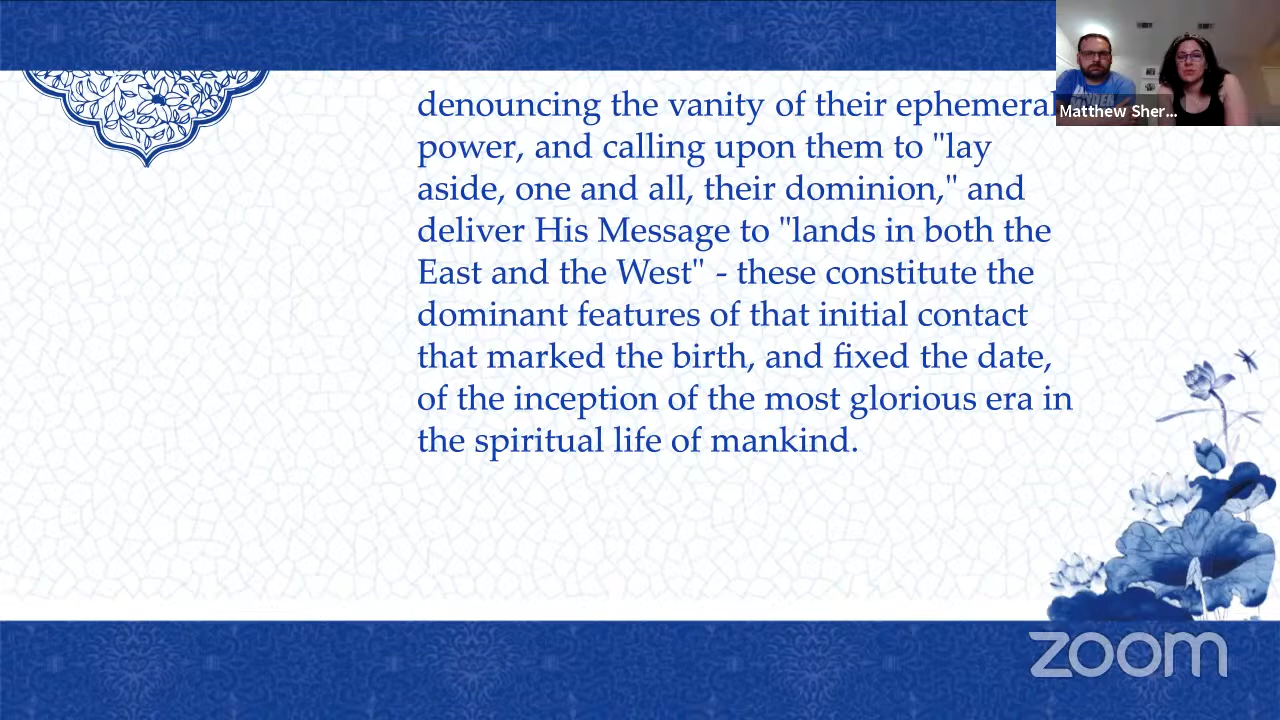 denouncing the vanity of their ephemeral
power, and calling upon them to "lay
aside, one and all, their dominion," and
deliver His Message to "lands in both the
East and the West" - these constitute the
dominant features of that initial contact
that marked the birth, and fixed the date,
of the inception of the most glorious era in
the spiritual life of mankind.
Matthew Sher...
zoom